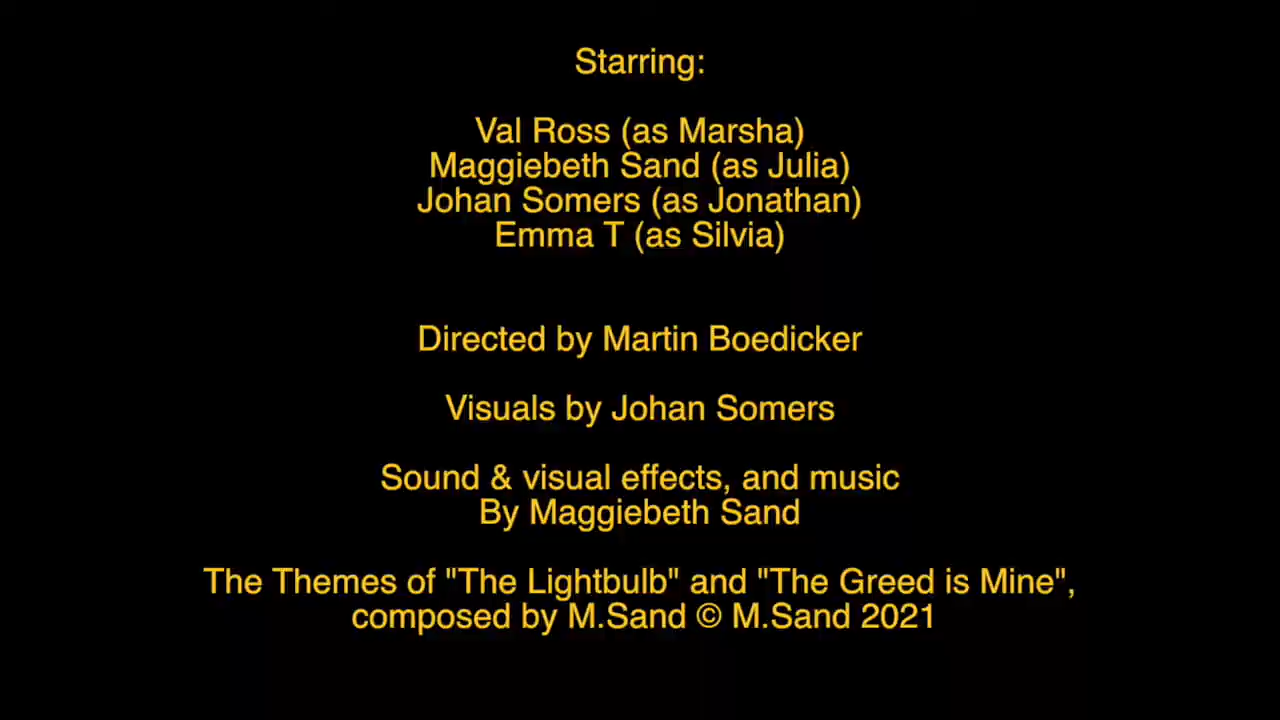 Starring:
Val Ross (as Marsha)
Maggiebeth Sand (as Julia)
Johan Somers (as Jonathan)
Emma T (as Silvia)
Directed by Martin Boedicker
Visuals by Johan Somers
Sound & visual effects, and music
By Maggiebeth Sand
The Themes of "The Lightbulb" and "The Greed is Mine",
composed by M.Sand © M.Sand 2021